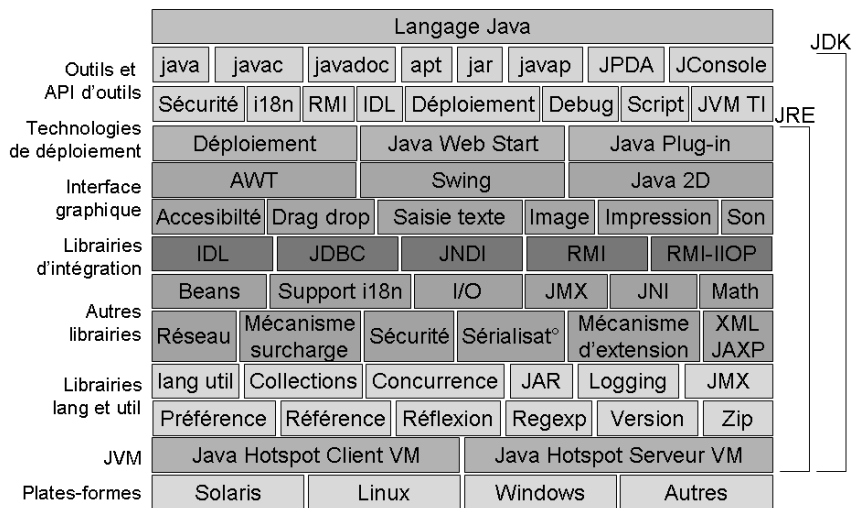 Langage Java
JDK
Outils et
API d'outils
java javac javadoc apt jar javap JPDA JConsole
Sécurité i18n RMI IDL Déploiement Debug Script JVM TI
JRE
Technologies
de déploiement
Déploiement Java Web Start Java Plug-in
Interface
graphique
AWT Swing Java 2D
Accesibilté Drag drop Saisie texte Image Impression Son
Librairies
d'intégration
IDL JDBC JNDI RMI RMI-IIOP
Autres
librairies
Beans Support i18n I/O JMX JNI Math
Réseau Mécanisme surcharge Sécurité Sérialisat° Mécanisme d'extension XML JAXP
Librairies
lang et util
lang util Collections Concurrence JAR Logging JMX
Préférence Référence Réflexion Regexp Version Zip
JVM Java Hotspot Client VM Java Hotspot Serveur VM
Plates-formes Solaris Linux Windows Autres